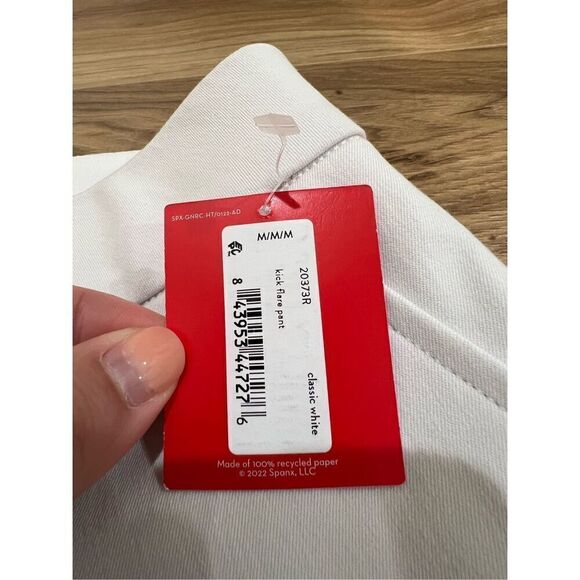 SPX-GNRC-HT/0122-AD
M/M/M
20373R
kick flare pant
classic white
8 43953 44727 6
Made of 100% recycled paper
© 2022 Spanx, LLC